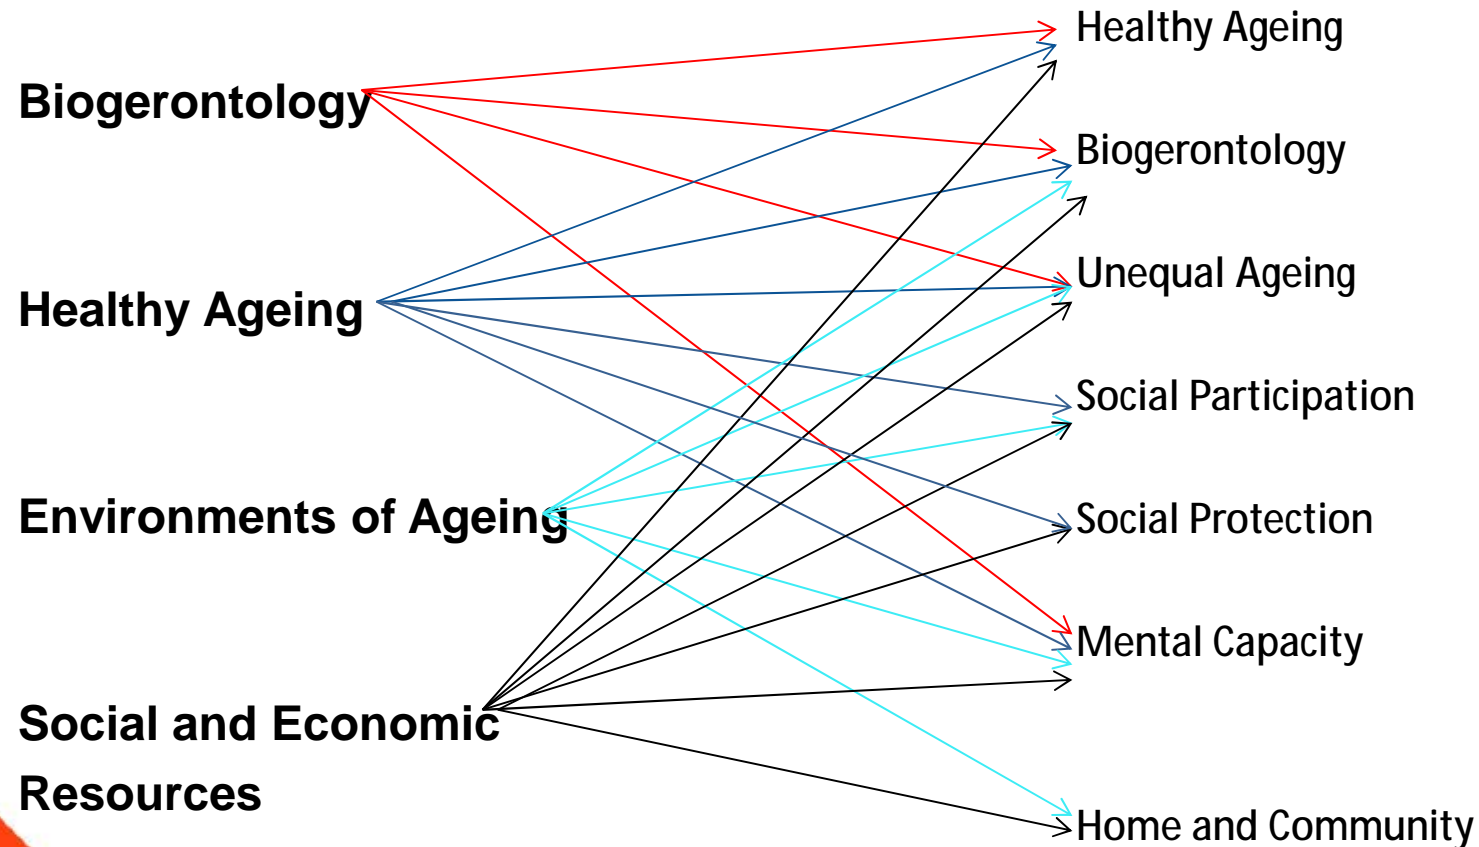 Biogerontology
Healthy Ageing
Environments of Ageing
Social and Economic
Resources
Healthy Ageing
Biogerontology
Unequal Ageing
Social Participation
Social Protection
Mental Capacity
Home and Community